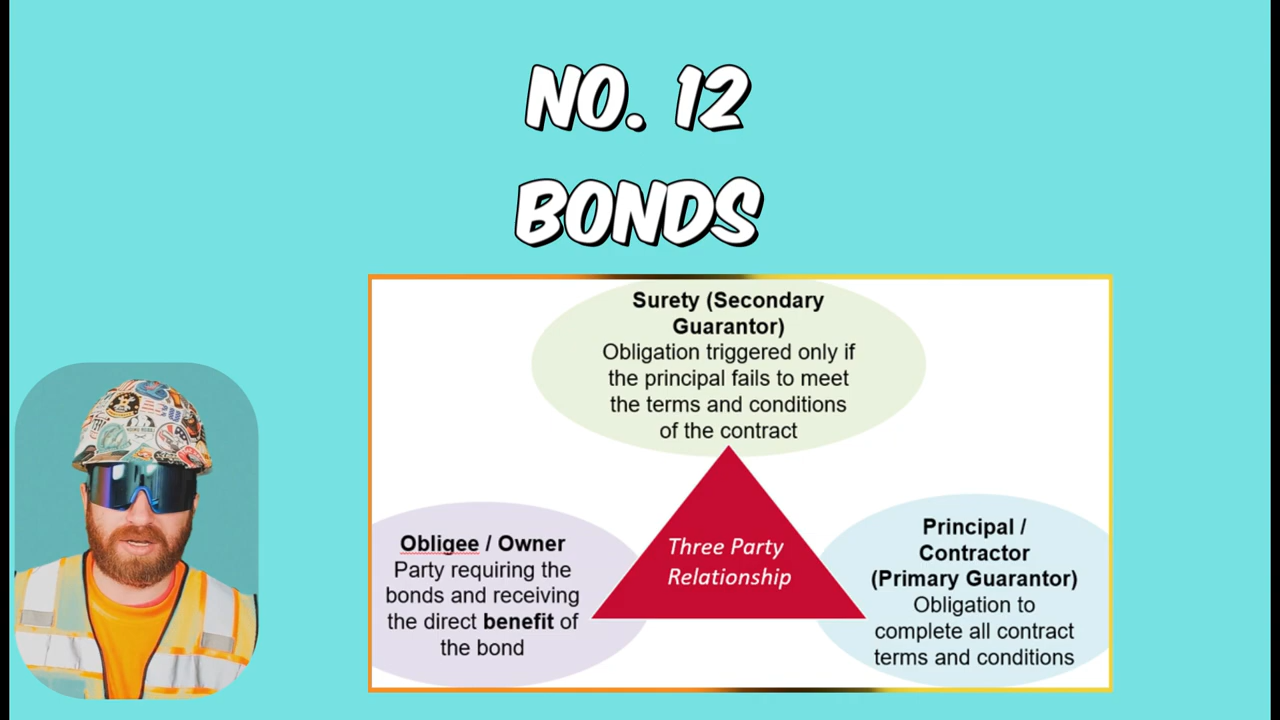 NO. 12
BONDS
Surety (Secondary
Guarantor)
Obligation triggered only if
the principal fails to meet
the terms and conditions
of the contract
Obligee / Owner
Party requiring the
bonds and receiving
the direct benefit of
the bond
Three Party
Relationship
Principal /
Contractor
(Primary Guarantor)
Obligation to
complete all contract
terms and conditions